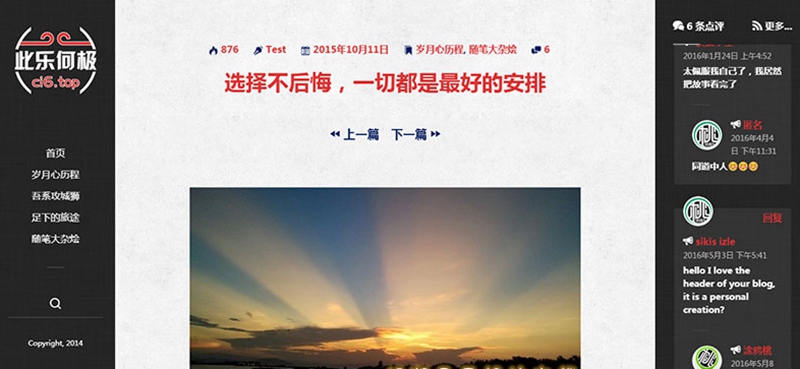 此乐何极
cl6.top
首页
岁月心历程
吾系攻城狮
足下的旅途
随笔大杂烩
Copyright, 2014
876 Test 2015年10月11日 岁月心历程, 随笔大杂烩 6
选择不后悔，一切都是最好的安排
上一篇 下一篇
6 条点评 更多...
2016年1月24日 上午4:52
太佩服我自己了，我居然
把故事看完了
匿名
2016年4月4
日 下午11:31
同道中人😊😊😊
回复
sikis izle
2016年5月3日 下午5:41
hello I love the
header of your blog,
it is a personal
creation?
涂鸦桃
2016年5月8